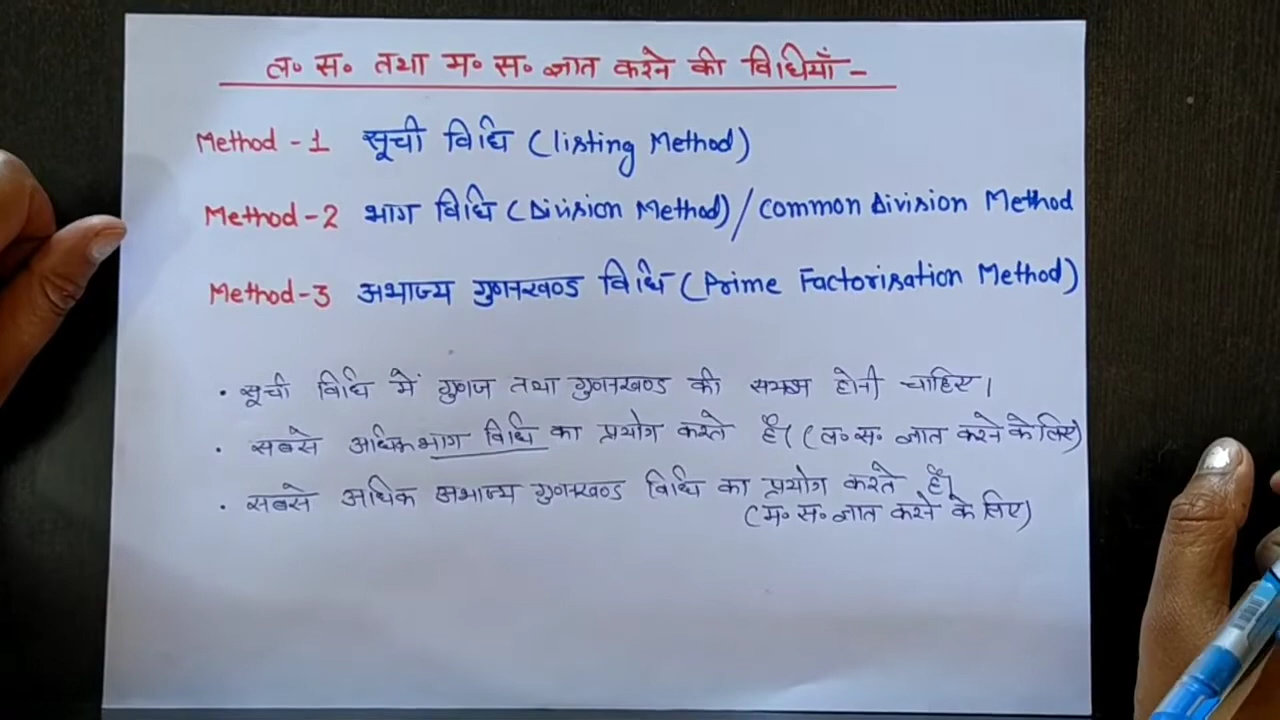 ल॰ स॰ तथा म॰ स॰ ज्ञात करने की विधियाँ -
Method - 1 सूची विधि (listing Method)
Method - 2 भाग विधि (Division Method) / Common Division Method
Method - 3 अभाज्य गुणनखण्ड विधि (Prime Factorisation Method)
• सूची विधि में गुणज तथा गुणनखण्ड की समझ होनी चाहिए।
• सबसे अधिक भाग विधि का प्रयोग करते हैं। (ल॰ स॰ ज्ञात करने के लिए)
• सबसे अधिक अभाज्य गुणनखण्ड विधि का प्रयोग करते हैं।
(म॰ स॰ ज्ञात करने के लिए)